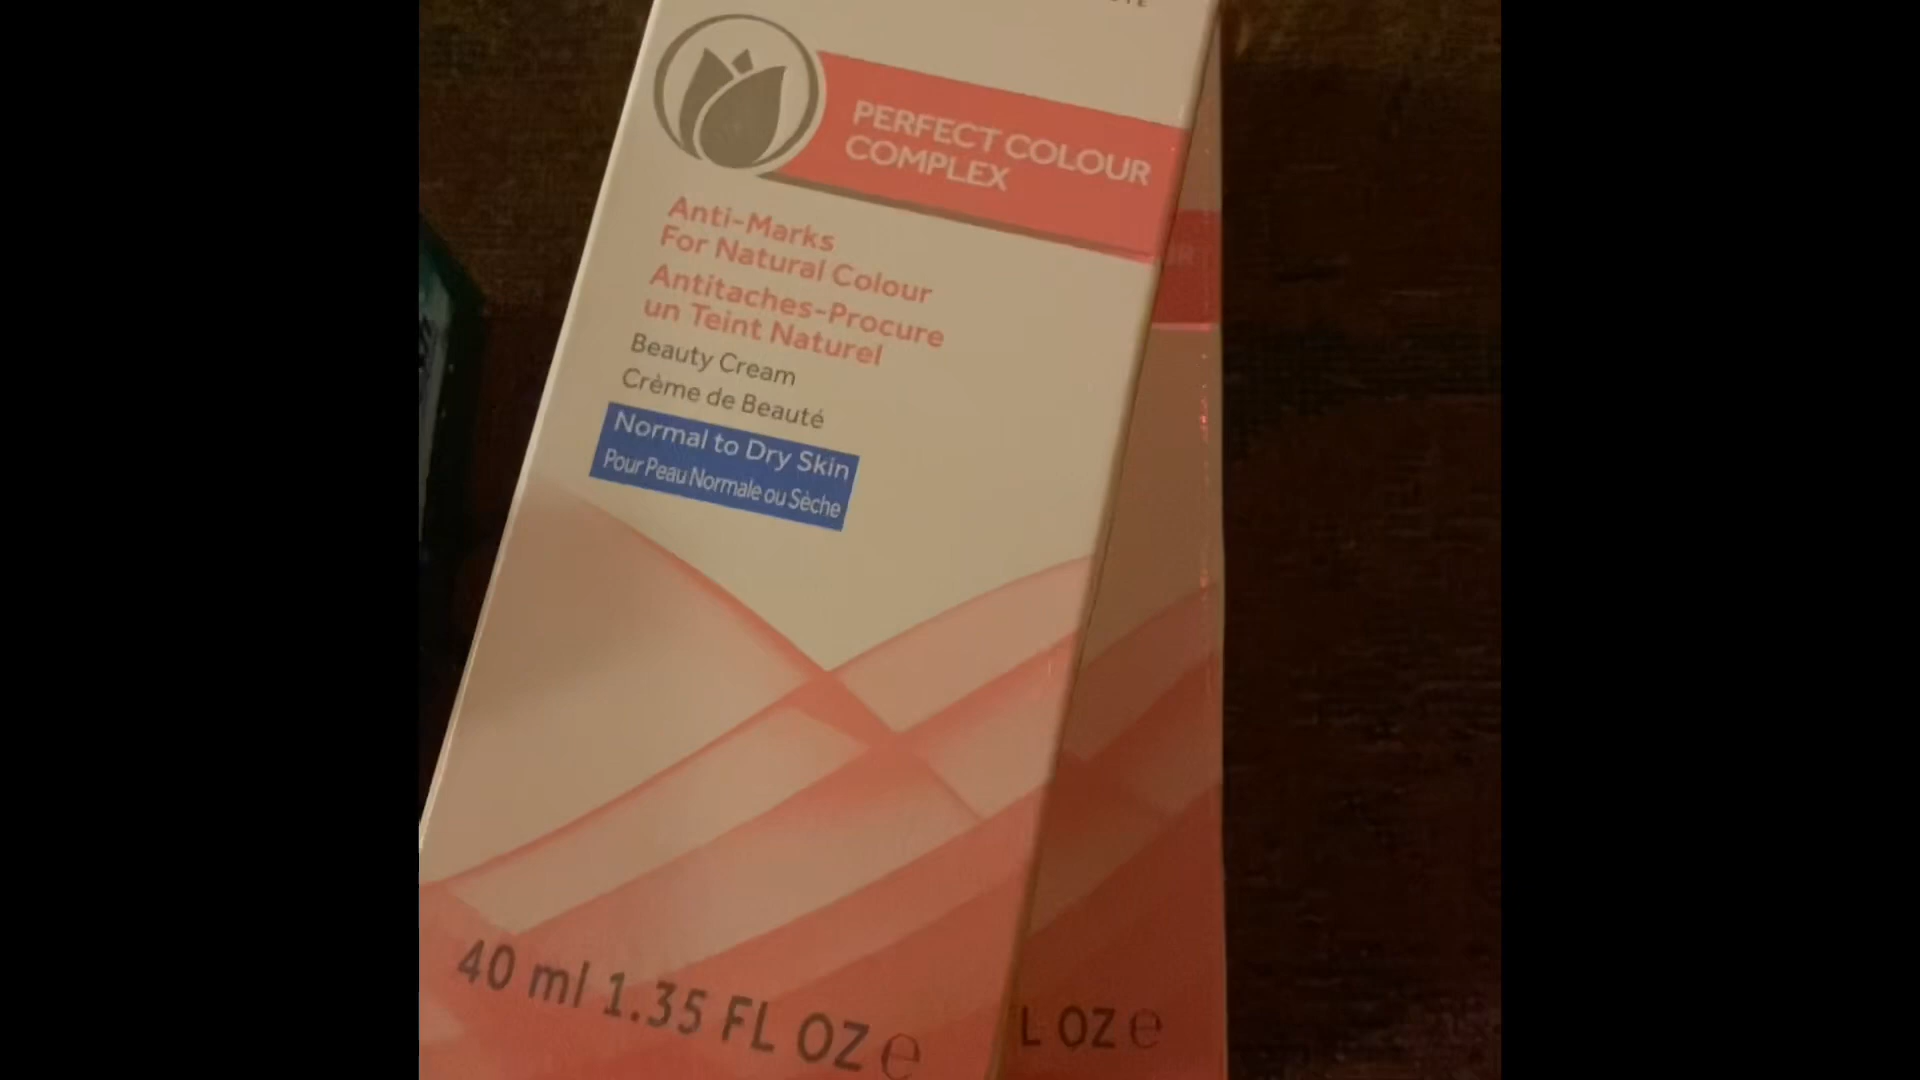 PERFECT COLOUR
COMPLEX
Anti-Marks
For Natural Colour
Antitaches-Procure
un Teint Naturel
Beauty Cream
Crème de Beauté
Normal to Dry Skin
Pour Peau Normale ou Sèche
40 ml 1.35 FL OZ e
L OZ e